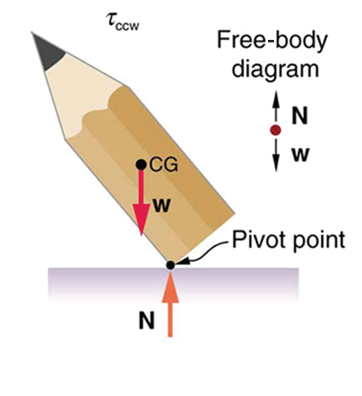 τccw
Free-body
diagram
N
w
CG
w
Pivot point
N